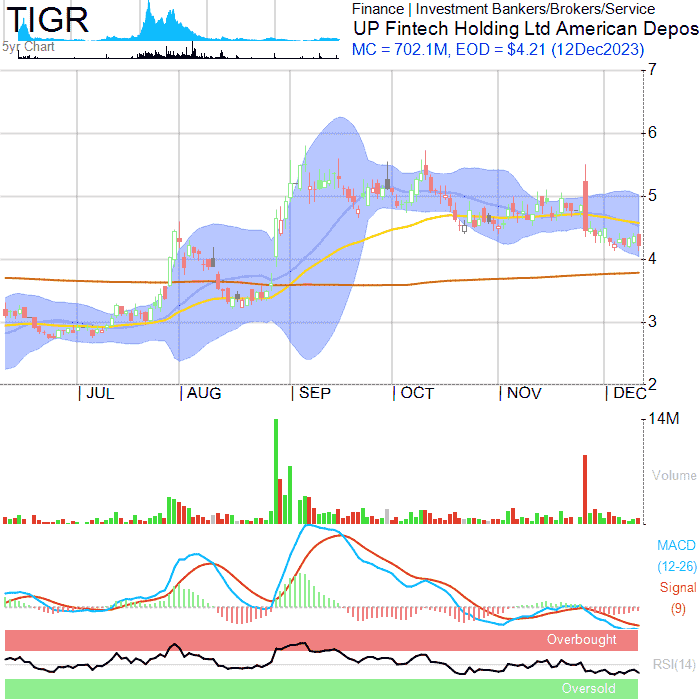 TIGR
5yr Chart
Finance | Investment Bankers/Brokers/Service
UP Fintech Holding Ltd American Depos
MC = 702.1M, EOD = $4.21 (12Dec2023)
7
6
5
4
3
2
| JUL | AUG | SEP | OCT | NOV | DEC
14M
Volume
MACD
(12-26)
Signal
(9)
Overbought
RSI(14)
Oversold